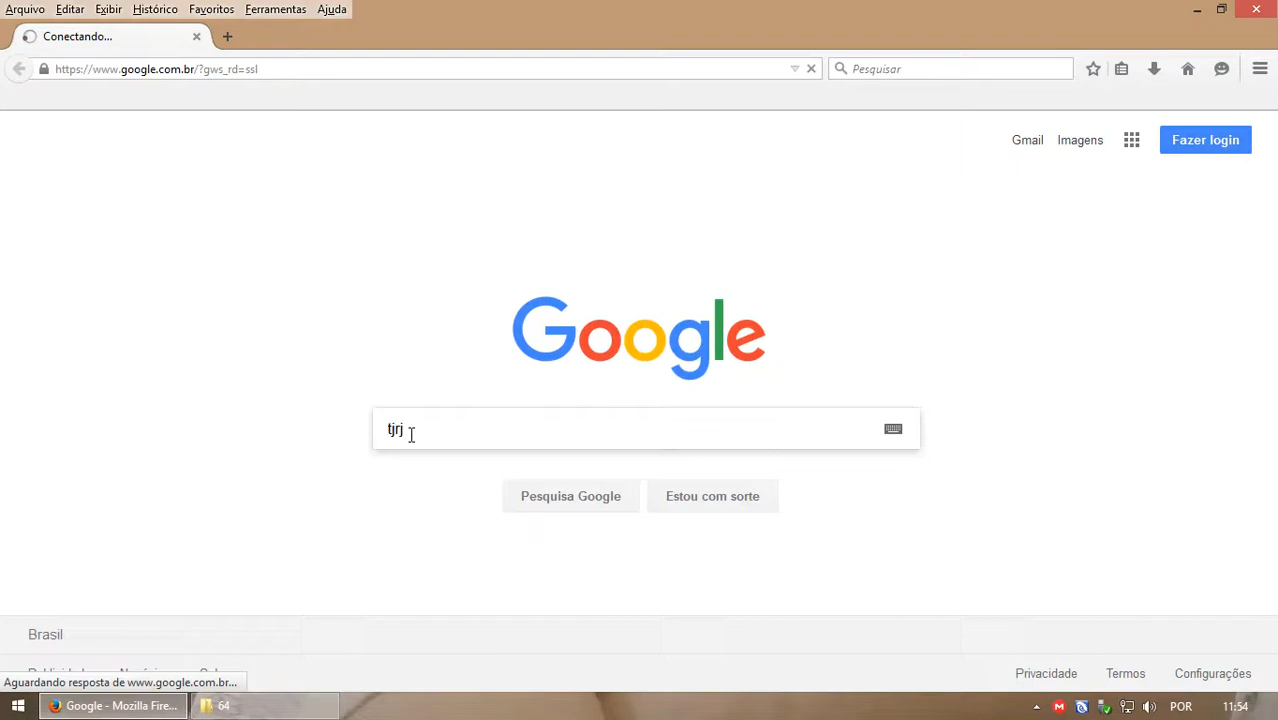 Arquivo Editar Exibir Histórico Favoritos Ferramentas Ajuda
Conectando...
https://www.google.com.br/?gws_rd=ssl
Pesquisar
Gmail Imagens Fazer login
Google
tjrj
Pesquisa Google Estou com sorte
Brasil
Privacidade Termos Configurações
Aguardando resposta de www.google.com.br...
Google - Mozilla Fire... 64 POR 11:54